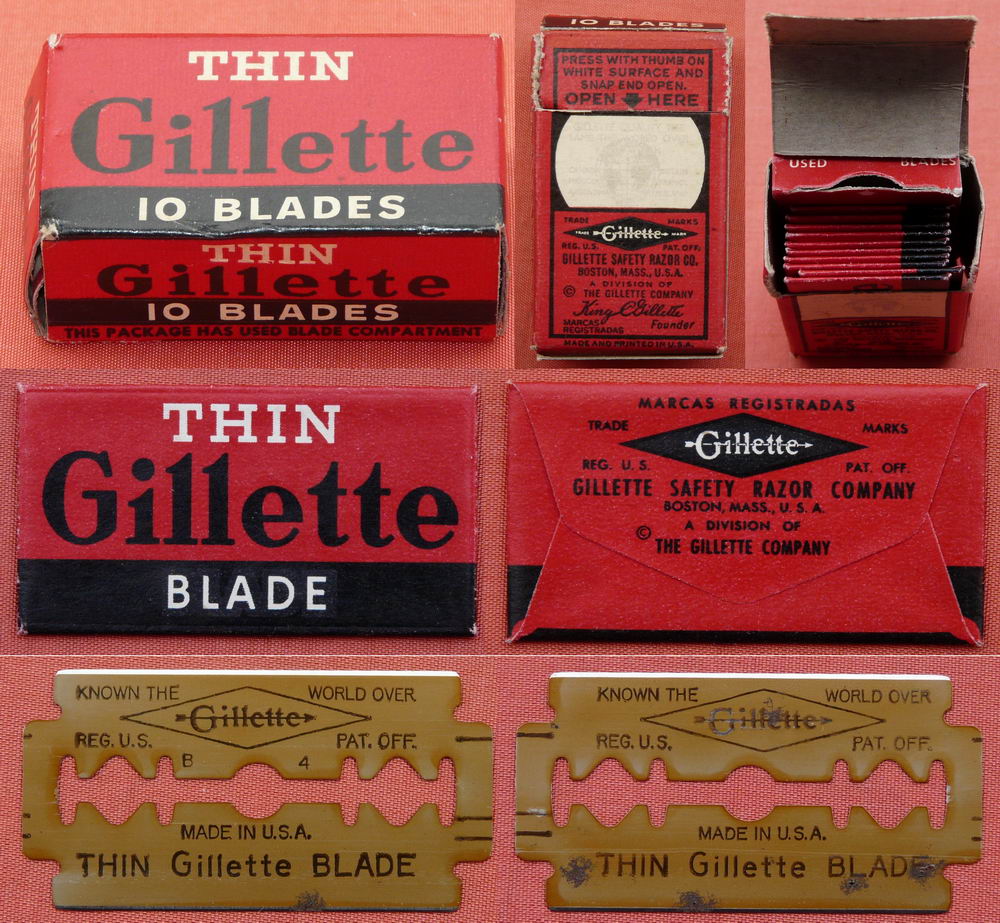 THIN
Gillette
10 BLADES
THIN
Gillette
10 BLADES
THIS PACKAGE HAS USED BLADE COMPARTMENT
10 BLADES
PRESS WITH THUMB ON
WHITE SURFACE AND
SNAP END OPEN.
OPEN HERE
TRADE MARKS
TRADE Gillette MARK
REG. U.S. PAT. OFF.
GILLETTE SAFETY RAZOR CO.
BOSTON, MASS., U.S.A.
A DIVISION OF
© THE GILLETTE COMPANY
King C Gillette
MARCAS Founder
REGISTRADAS
MADE AND PRINTED IN U.S.A.
USED BLADES
THIN
Gillette
BLADE
MARCAS REGISTRADAS
TRADE MARKS
Gillette
REG. U. S. PAT. OFF.
GILLETTE SAFETY RAZOR COMPANY
BOSTON, MASS., U. S. A.
A DIVISION OF
© THE GILLETTE COMPANY
KNOWN THE WORLD OVER
Gillette
REG. U.S. PAT. OFF.
B 4
MADE IN U.S.A.
THIN Gillette BLADE
KNOWN THE WORLD OVER
Gillette
REG. U.S. PAT. OFF.
MADE IN U.S.A.
THIN Gillette BLADE